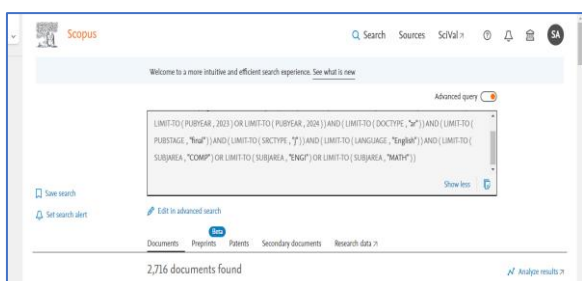 Scopus
Search Sources SciVal SA
Welcome to a more intuitive and efficient search experience. See what is new
Advanced query
LIMIT-TO ( PUBYEAR , 2023 ) OR LIMIT-TO ( PUBYEAR , 2024 ) ) AND ( LIMIT-TO ( DOCTYPE , "ar" ) ) AND ( LIMIT-TO (
PUBSTAGE , "final" ) ) AND ( LIMIT-TO ( SRCTYPE , "j" ) ) AND ( LIMIT-TO ( LANGUAGE , "English" ) ) AND ( LIMIT-TO (
SUBJAREA , "COMP" ) OR LIMIT-TO ( SUBJAREA , "ENGI" ) OR LIMIT-TO ( SUBJAREA , "MATH" ) )
Show less
Save search
Set search alert
Edit in advanced search
Beta
Documents Preprints Patents Secondary documents Research data
2,716 documents found
Analyze results